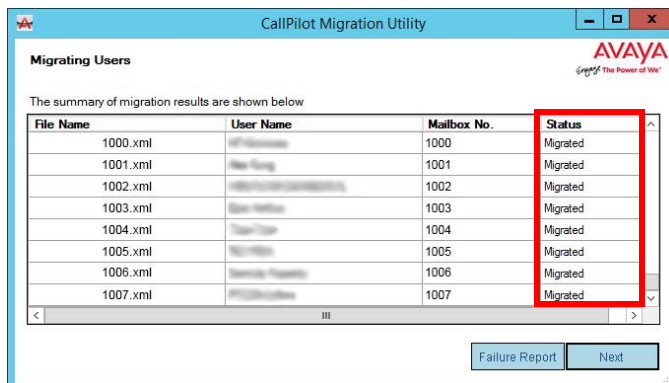 CallPilot Migration Utility
AVAYA
Engage The Power of We™
Migrating Users
The summary of migration results are shown below
File Name User Name Mailbox No. Status
1000.xml 1000 Migrated
1001.xml 1001 Migrated
1002.xml 1002 Migrated
1003.xml 1003 Migrated
1004.xml 1004 Migrated
1005.xml 1005 Migrated
1006.xml 1006 Migrated
1007.xml 1007 Migrated
Failure Report Next